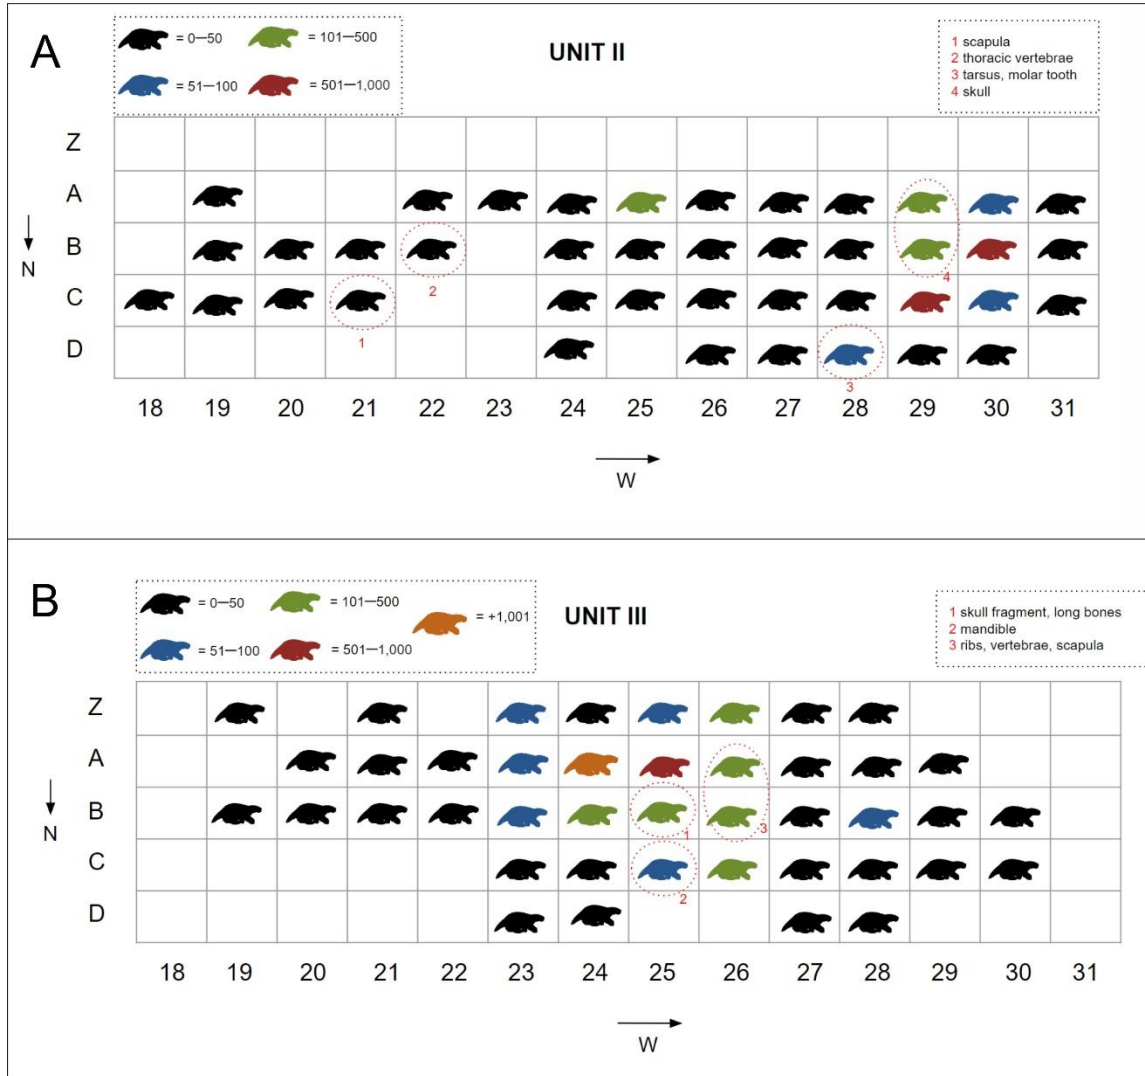 A
= 0—50
= 101—500
= 51—100
= 501—1,000
UNIT II
1 scapula
2 thoracic vertebrae
3 tarsus, molar tooth
4 skull
Z
A
B
C
D
N
2
4
1
3
18 19 20 21 22 23 24 25 26 27 28 29 30 31
W
B
= 0—50
= 101—500
= +1,001
= 51—100
= 501—1,000
UNIT III
1 skull fragment, long bones
2 mandible
3 ribs, vertebrae, scapula
Z
A
B
C
D
N
1
3
2
18 19 20 21 22 23 24 25 26 27 28 29 30 31
W